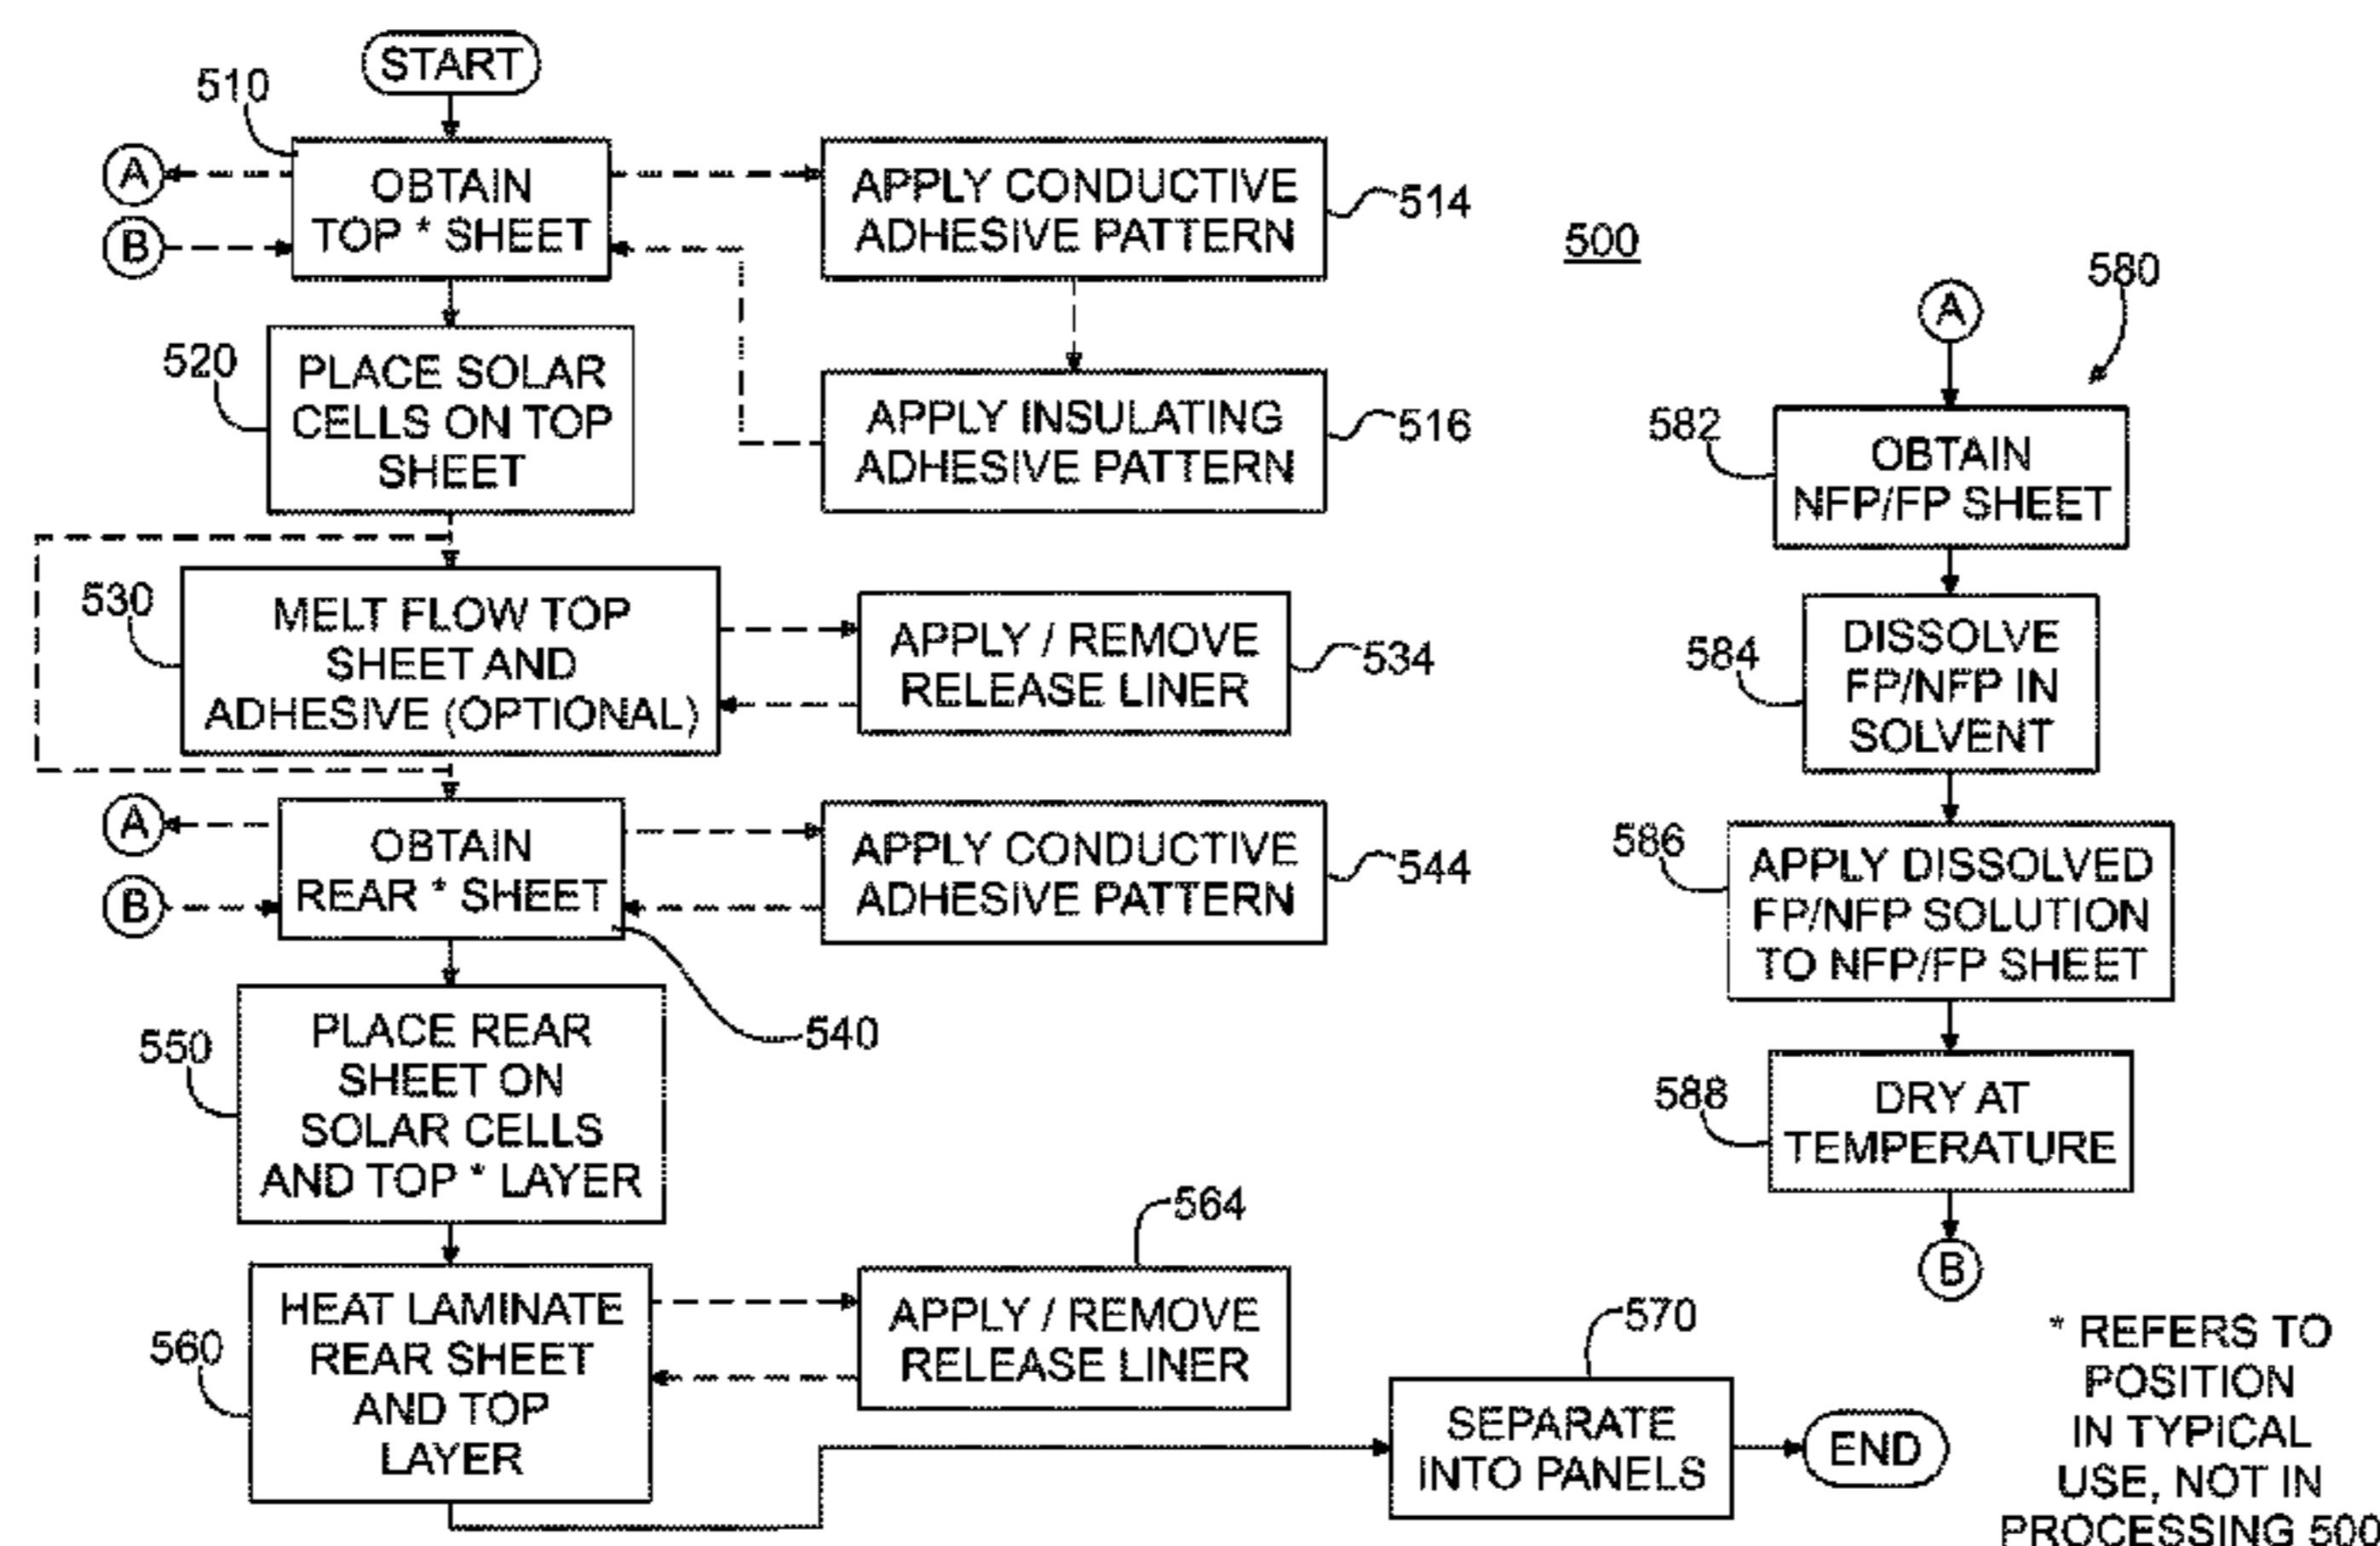 START
510
A
OBTAIN
TOP * SHEET
B
APPLY CONDUCTIVE
ADHESIVE PATTERN
514
520
PLACE SOLAR
CELLS ON TOP
SHEET
APPLY INSULATING
ADHESIVE PATTERN
516
530
MELT FLOW TOP
SHEET AND
ADHESIVE (OPTIONAL)
APPLY / REMOVE
RELEASE LINER
534
A
B
OBTAIN
REAR * SHEET
540
APPLY CONDUCTIVE
ADHESIVE PATTERN
544
550
PLACE REAR
SHEET ON
SOLAR CELLS
AND TOP * LAYER
560
HEAT LAMINATE
REAR SHEET
AND TOP
LAYER
564
APPLY / REMOVE
RELEASE LINER
570
SEPARATE
INTO PANELS
END
500
580
A
582
OBTAIN
NFP/FP SHEET
584
DISSOLVE
FP/NFP IN
SOLVENT
586
APPLY DISSOLVED
FP/NFP SOLUTION
TO NFP/FP SHEET
588
DRY AT
TEMPERATURE
B
* REFERS TO
POSITION
IN TYPICAL
USE, NOT IN
PROCESSING 500